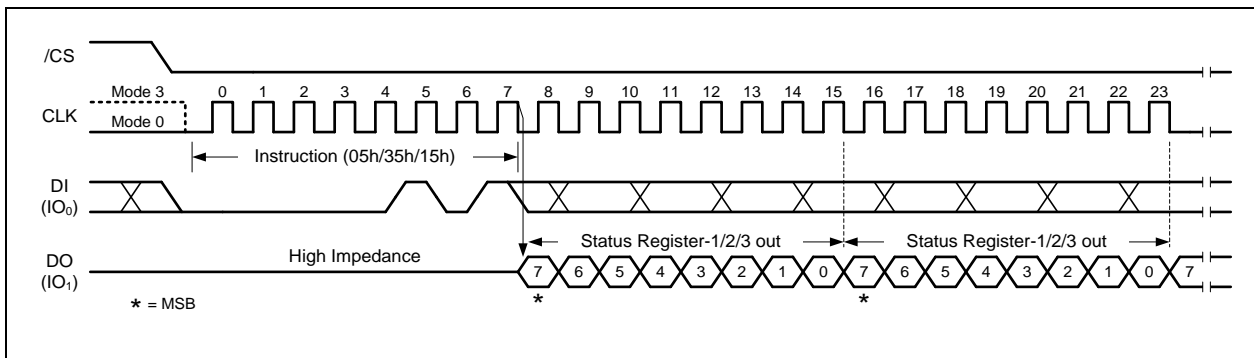 /CS
Mode 3 0 1 2 3 4 5 6 7 8 9 10 11 12 13 14 15 16 17 18 19 20 21 22 23
CLK
Mode 0
Instruction (05h/35h/15h)
DI
(IO₀)
Status Register-1/2/3 out Status Register-1/2/3 out
High Impedance
DO
(IO₁)
7 6 5 4 3 2 1 0 7 6 5 4 3 2 1 0 7
* *
* = MSB